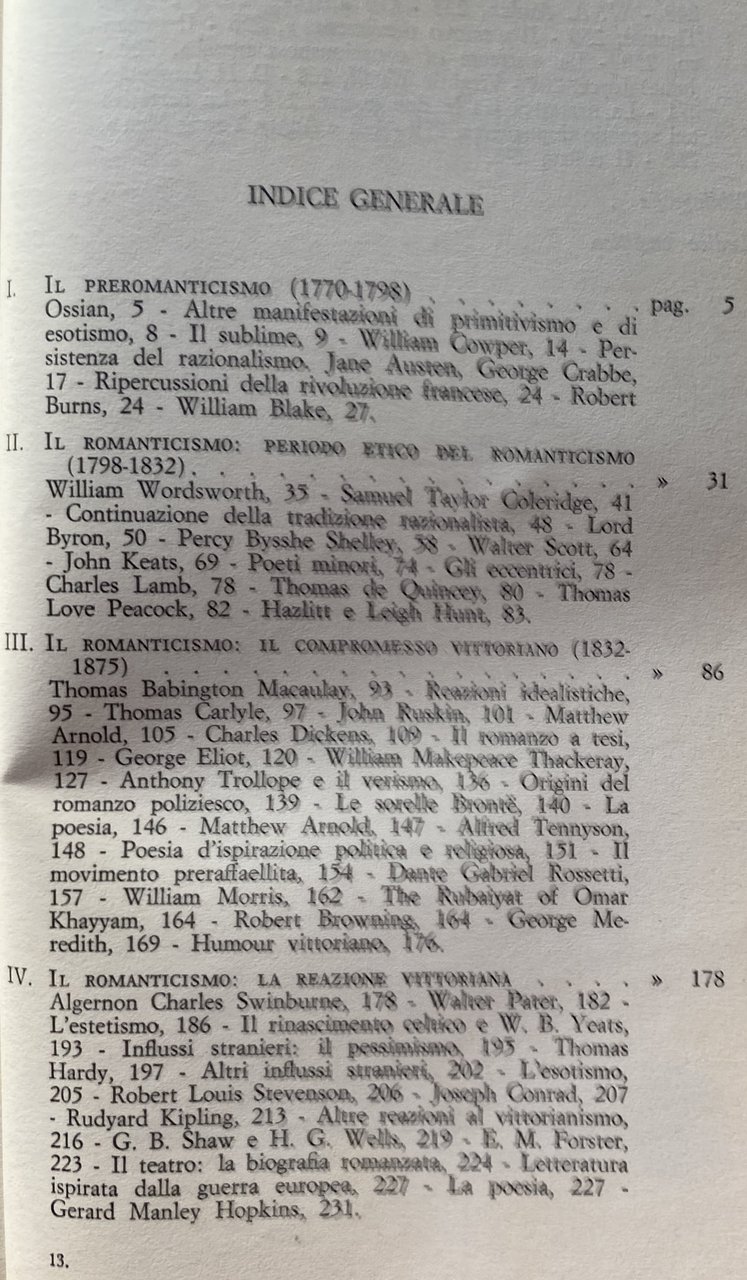 INDICE GENERALE
I. IL PREROMANTICISMO (1770-1798) . . . . . . . . pag. 5
Ossian, 5 - Altre manifestazioni di primitivismo e di
esotismo, 8 - Il sublime, 9 - William Cowper, 14 - Per-
sistenza del razionalismo. Jane Austen, George Crabbe,
17 - Ripercussioni della rivoluzione francese, 24 - Robert
Burns, 24 - William Blake, 27.
II. IL ROMANTICISMO: PERIODO ETICO DEL ROMANTICISMO
(1798-1832) . . . . . . . . . . . . . . . . » 31
William Wordsworth, 35 - Samuel Taylor Coleridge, 41
- Continuazione della tradizione razionalista, 48 - Lord
Byron, 50 - Percy Bysshe Shelley, 58 - Walter Scott, 64
- John Keats, 69 - Poeti minori, 74 - Gli eccentrici, 78 -
Charles Lamb, 78 - Thomas de Quincey, 80 - Thomas
Love Peacock, 82 - Hazlitt e Leigh Hunt, 83.
III. IL ROMANTICISMO: IL COMPROMESSO VITTORIANO (1832-
1875) . . . . . . . . . . . . . . . . . » 86
Thomas Babington Macaulay, 93 - Reazioni idealistiche,
95 - Thomas Carlyle, 97 - John Ruskin, 101 - Matthew
Arnold, 105 - Charles Dickens, 109 - Il romanzo a tesi,
119 - George Eliot, 120 - William Makepeace Thackeray,
127 - Anthony Trollope e il verismo, 136 - Origini del
romanzo poliziesco, 139 - Le sorelle Brontë, 140 - La
poesia, 146 - Matthew Arnold, 147 - Alfred Tennyson,
148 - Poesia d'ispirazione politica e religiosa, 151 - Il
movimento preraffaellita, 154 - Dante Gabriel Rossetti,
157 - William Morris, 162 - The Rubaiyat of Omar
Khayyam, 164 - Robert Browning, 164 - George Me-
redith, 169 - Humour vittoriano, 176.
IV. IL ROMANTICISMO: LA REAZIONE VITTORIANA . . . . » 178
Algernon Charles Swinburne, 178 - Walter Pater, 182 -
L'estetismo, 186 - Il rinascimento celtico e W. B. Yeats,
193 - Influssi stranieri: il pessimismo, 195 - Thomas
Hardy, 197 - Altri influssi stranieri, 202 - L'esotismo,
205 - Robert Louis Stevenson, 206 - Joseph Conrad, 207
- Rudyard Kipling, 213 - Altre reazioni al vittorianismo,
216 - G. B. Shaw e H. G. Wells, 219 - E. M. Forster,
223 - Il teatro: la biografia romanzata, 224 - Letteratura
ispirata dalla guerra europea, 227 - La poesia, 227 -
Gerard Manley Hopkins, 231.
13.